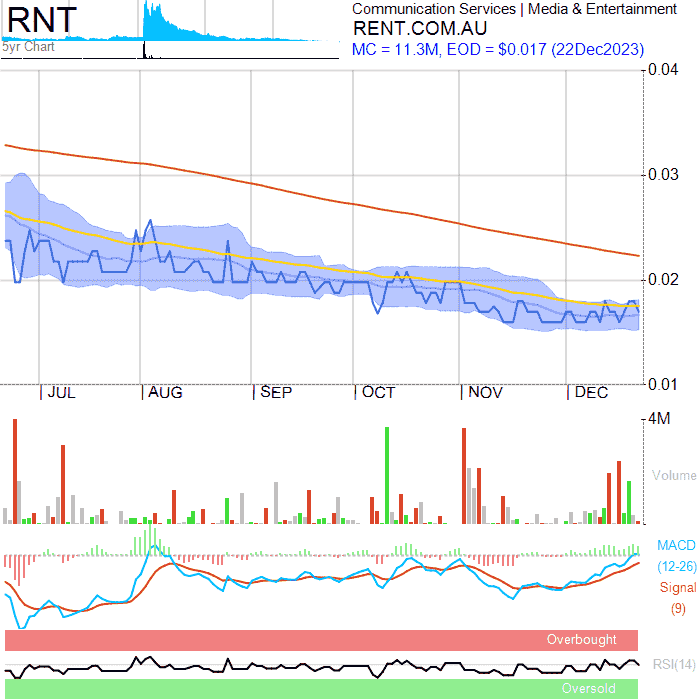 RNT
5yr Chart
Communication Services | Media & Entertainment
RENT.COM.AU
MC = 11.3M, EOD = $0.017 (22Dec2023)
0.04
0.03
0.02
0.01
JUL AUG SEP OCT NOV DEC
4M
Volume
MACD
(12-26)
Signal
(9)
Overbought
RSI(14)
Oversold